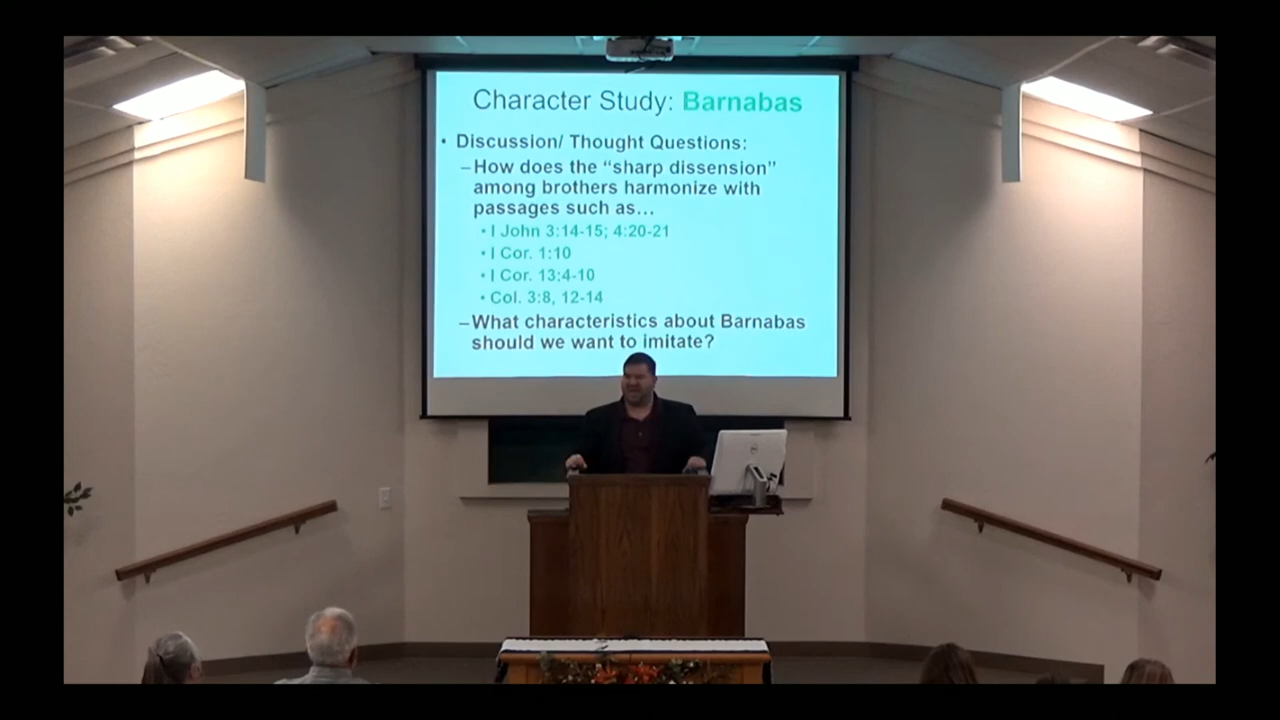 Character Study: Barnabas
• Discussion/ Thought Questions:
–How does the “sharp dissension”
among brothers harmonize with
passages such as…
• I John 3:14-15; 4:20-21
• I Cor. 1:10
• I Cor. 13:4-10
• Col. 3:8, 12-14
–What characteristics about Barnabas
should we want to imitate?